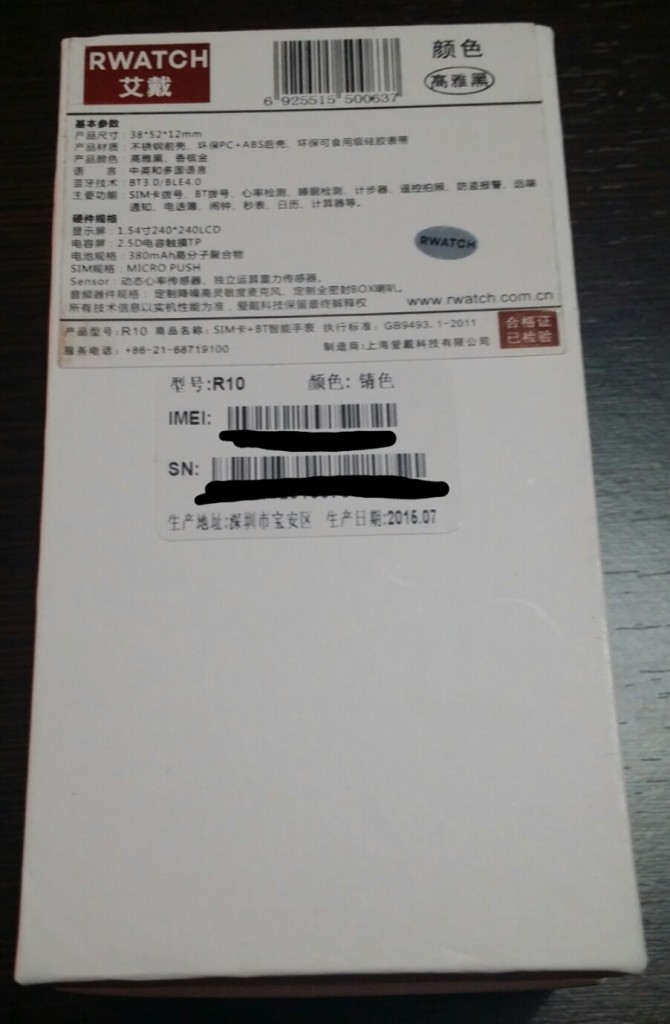 RWATCH
艾戴
6 925515 500637
颜色
高雅黑
基本参数
产品尺寸：38*52*12mm
产品材质：不锈钢前壳、环保PC+ABS后壳、环保可食用级硅胶表带
产品颜色：高雅黑、香槟金
语 言：中英和多国语言
蓝牙技术：BT3.0/BLE4.0
主要功能：SIM卡拨号、BT拨号、心率检测、睡眠检测、计步器、遥控拍照、防盗报警、远端
通知、电话簿、闹钟、秒表、日历、计算器等。
硬件规格
显示屏：1.54寸240*240LCD
电容屏：2.5D电容触摸TP
电池规格：380mAh高分子聚合物
SIM规格：MICRO PUSH
Sensor：动态心率传感器、独立运算重力传感器。
音频器件规格：定制降噪高灵敏度麦克风、定制全密封BOX喇叭。
所有技术信息以实机性能为准，爱戴科技保留最终解释权
RWATCH
www.rwatch.com.cn
产品型号：R10 商品名称：SIM卡+BT智能手表 执行标准：GB9493.1-2011
服务电话：+86-21-68719100 制造商：上海爱戴科技有限公司
合格证
已检验
型号:R10 颜色: 锖色
IMEI:
SN:
生产地址:深圳市宝安区 生产日期:2016.07